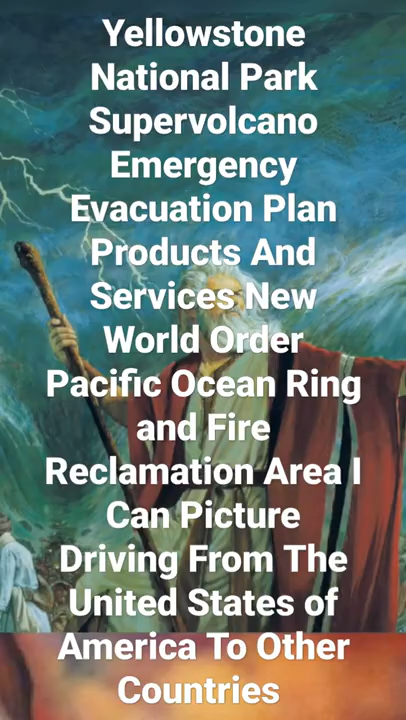 Yellowstone
National Park
Supervolcano
Emergency
Evacuation Plan
Products And
Services New
World Order
Pacific Ocean Ring
and Fire
Reclamation Area I
Can Picture
Driving From The
United States of
America To Other
Countries